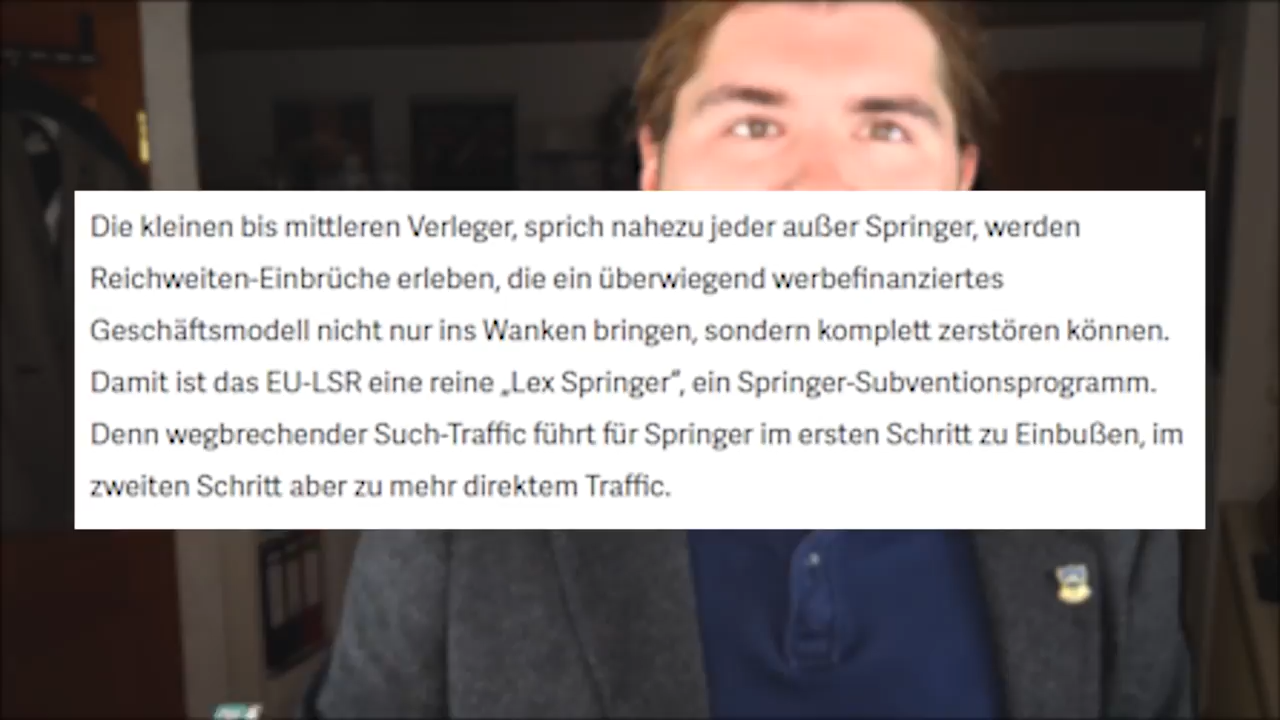 Die kleinen bis mittleren Verleger, sprich nahezu jeder außer Springer, werden
Reichweiten-Einbrüche erleben, die ein überwiegend werbefinanziertes
Geschäftsmodell nicht nur ins Wanken bringen, sondern komplett zerstören können.
Damit ist das EU-LSR eine reine „Lex Springer“, ein Springer-Subventionsprogramm.
Denn wegbrechender Such-Traffic führt für Springer im ersten Schritt zu Einbußen, im
zweiten Schritt aber zu mehr direktem Traffic.